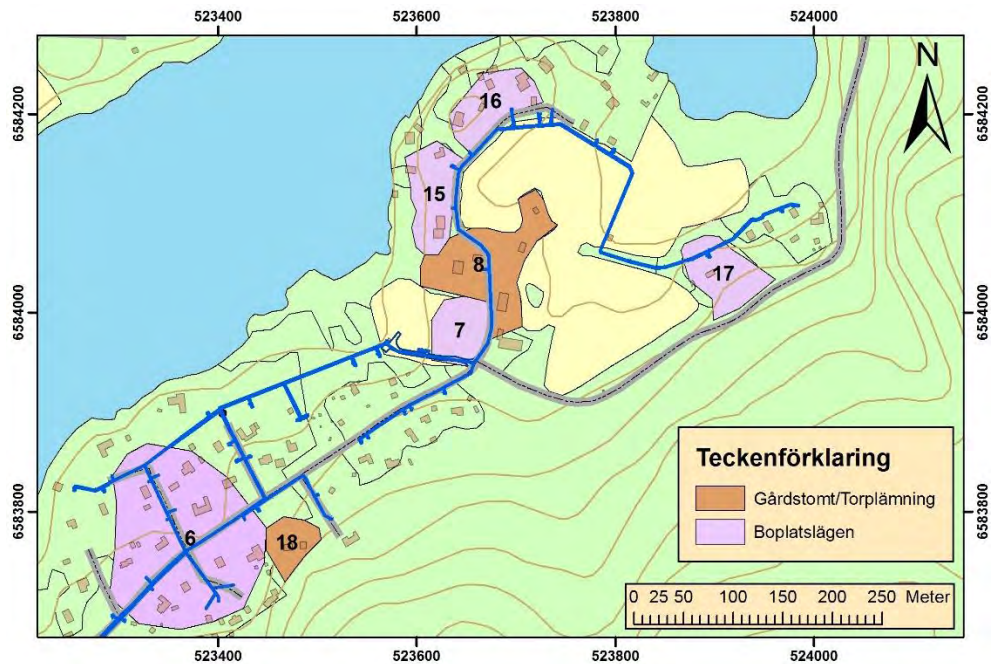 523400 523600 523800 524000
N
6584200 6584200
16
15
8
17
6584000 6584000
7
Teckenförklaring
Gårdstomt/Torplämning
Boplatslägen
6583800 6583800
6
18
0 25 50 100 150 200 250 Meter
523400 523600 523800 524000